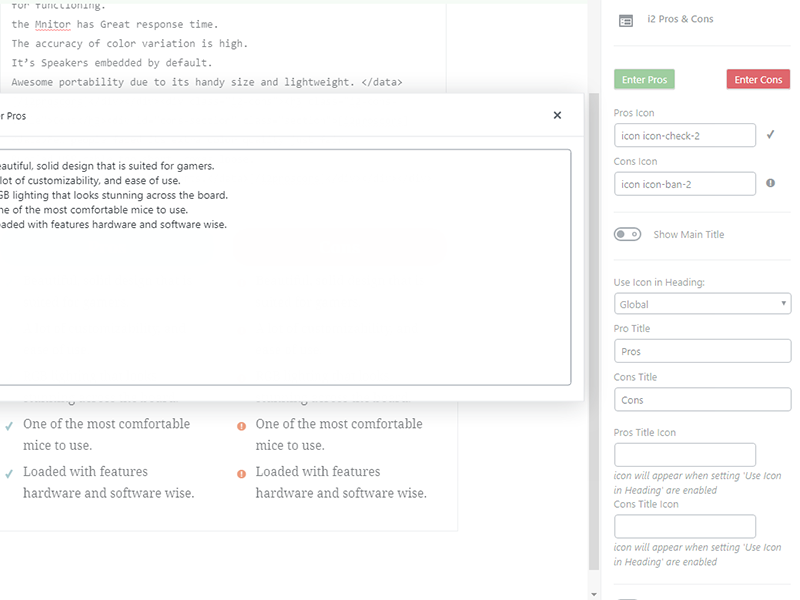 for functioning.
the Mnitor has Great response time.
The accuracy of color variation is high.
It's Speakers embedded by default.
Awesome portability due to its handy size and lightweight. </data>
r Pros
×
eautiful, solid design that is suited for gamers.
lot of customizability, and ease of use.
GB lighting that looks stunning across the board.
ne of the most comfortable mice to use.
oaded with features hardware and software wise.
One of the most comfortable
mice to use.
Loaded with features
hardware and software wise.
One of the most comfortable
mice to use.
Loaded with features
hardware and software wise.
i2 Pros & Cons
Enter Pros
Enter Cons
Pros Icon
icon icon-check-2
Cons Icon
icon icon-ban-2
Show Main Title
Use Icon in Heading:
Global
Pro Title
Pros
Cons Title
Cons
Pros Title Icon
icon will appear when setting 'Use Icon
in Heading' are enabled
Cons Title Icon
icon will appear when setting 'Use Icon
in Heading' are enabled